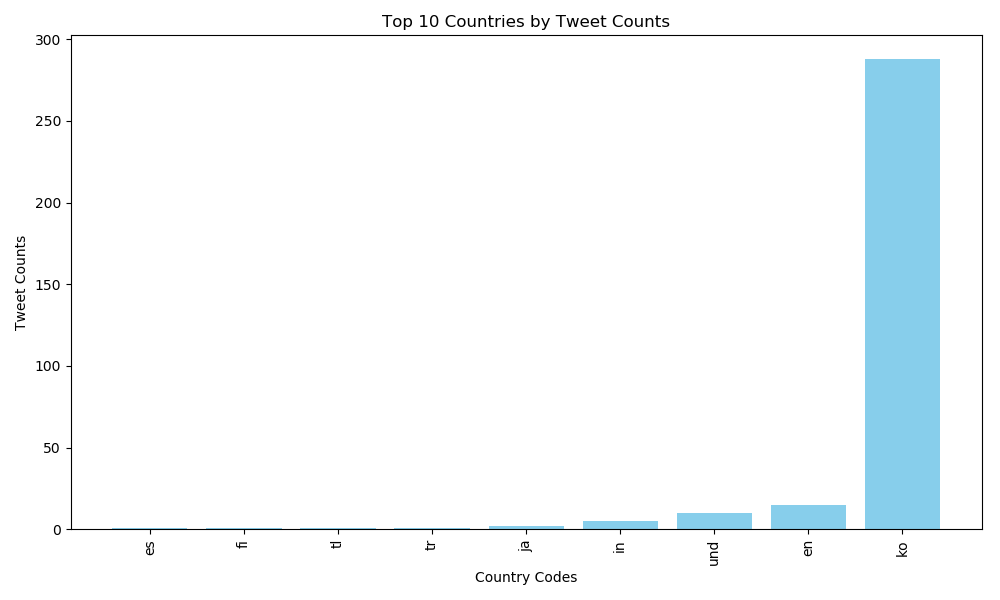 Top 10 Countries by Tweet Counts
300
250
200
150
100
50
0
Tweet Counts
es
fi
tl
tr
ja
in
und
en
ko
Country Codes